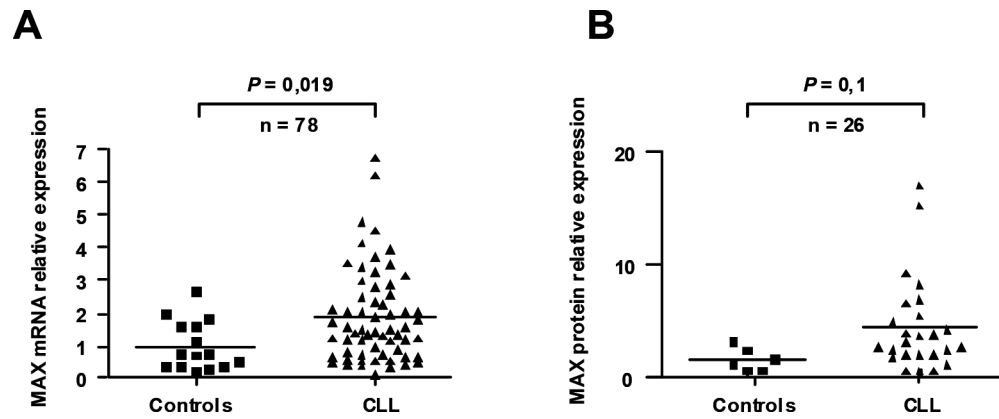 A
P = 0,019
n = 78
MAX mRNA relative expression
7
6
5
4
3
2
1
0
Controls
CLL
B
P = 0,1
n = 26
MAX protein relative expression
20
10
0
Controls
CLL